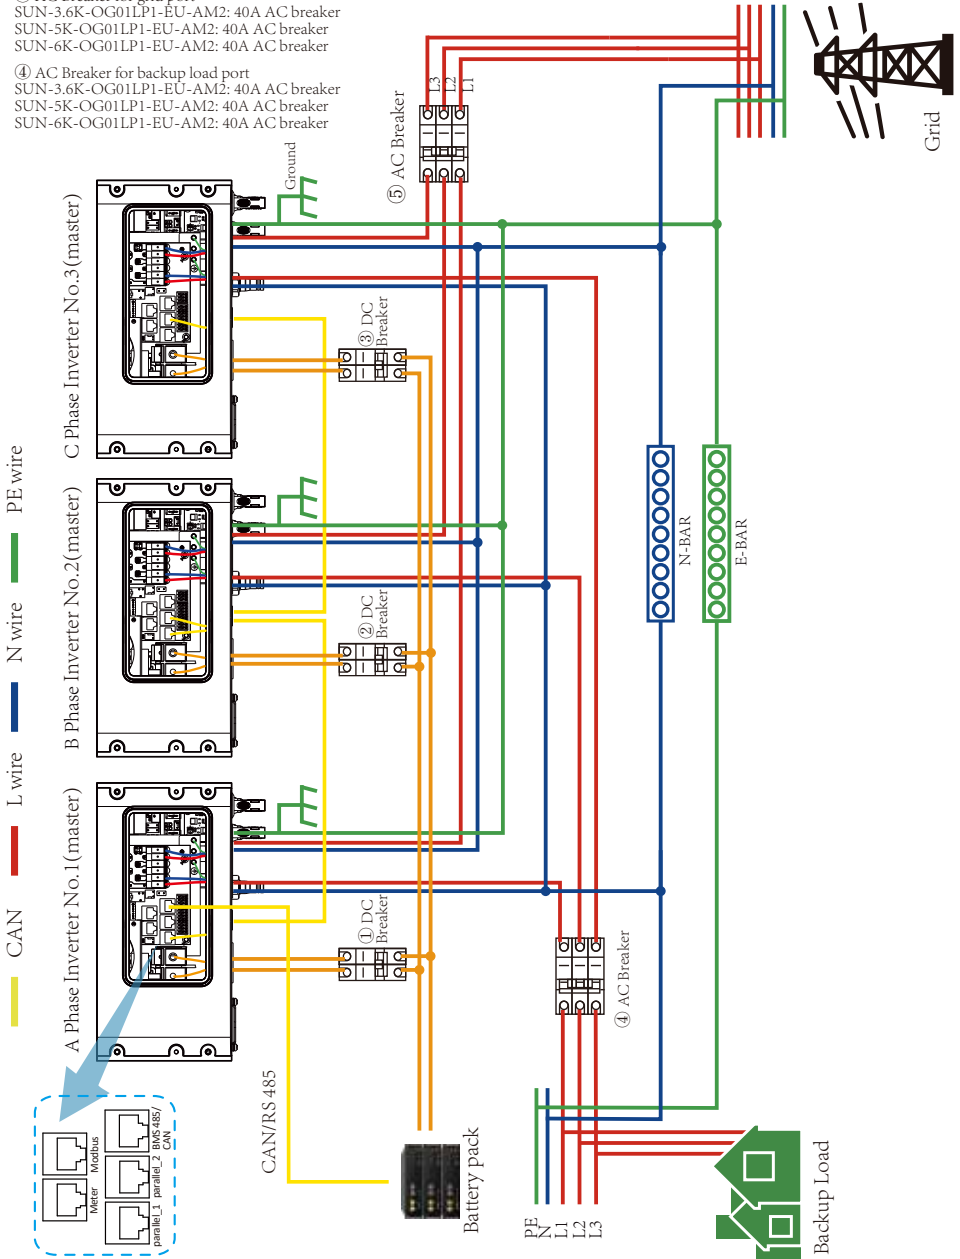 SUN-3.6K-OG01LP1-EU-AM2: 40A AC breaker
SUN-5K-OG01LP1-EU-AM2: 40A AC breaker
SUN-6K-OG01LP1-EU-AM2: 40A AC breaker
④ AC Breaker for backup load port
SUN-3.6K-OG01LP1-EU-AM2: 40A AC breaker
SUN-5K-OG01LP1-EU-AM2: 40A AC breaker
SUN-6K-OG01LP1-EU-AM2: 40A AC breaker
CAN
L wire
N wire
PE wire
A Phase Inverter No.1(master)
B Phase Inverter No.2(master)
C Phase Inverter No.3(master)
Ground
⑤ AC Breaker
L3
L2
L1
Grid
① DC
Breaker
② DC
Breaker
③ DC
Breaker
④ AC Breaker
N-BAR
E-BAR
Meter
Modbus
parallel_1
parallel_2
BMS 485/
CAN
CAN/RS 485
Battery pack
PE
N
L1
L2
L3
Backup Load